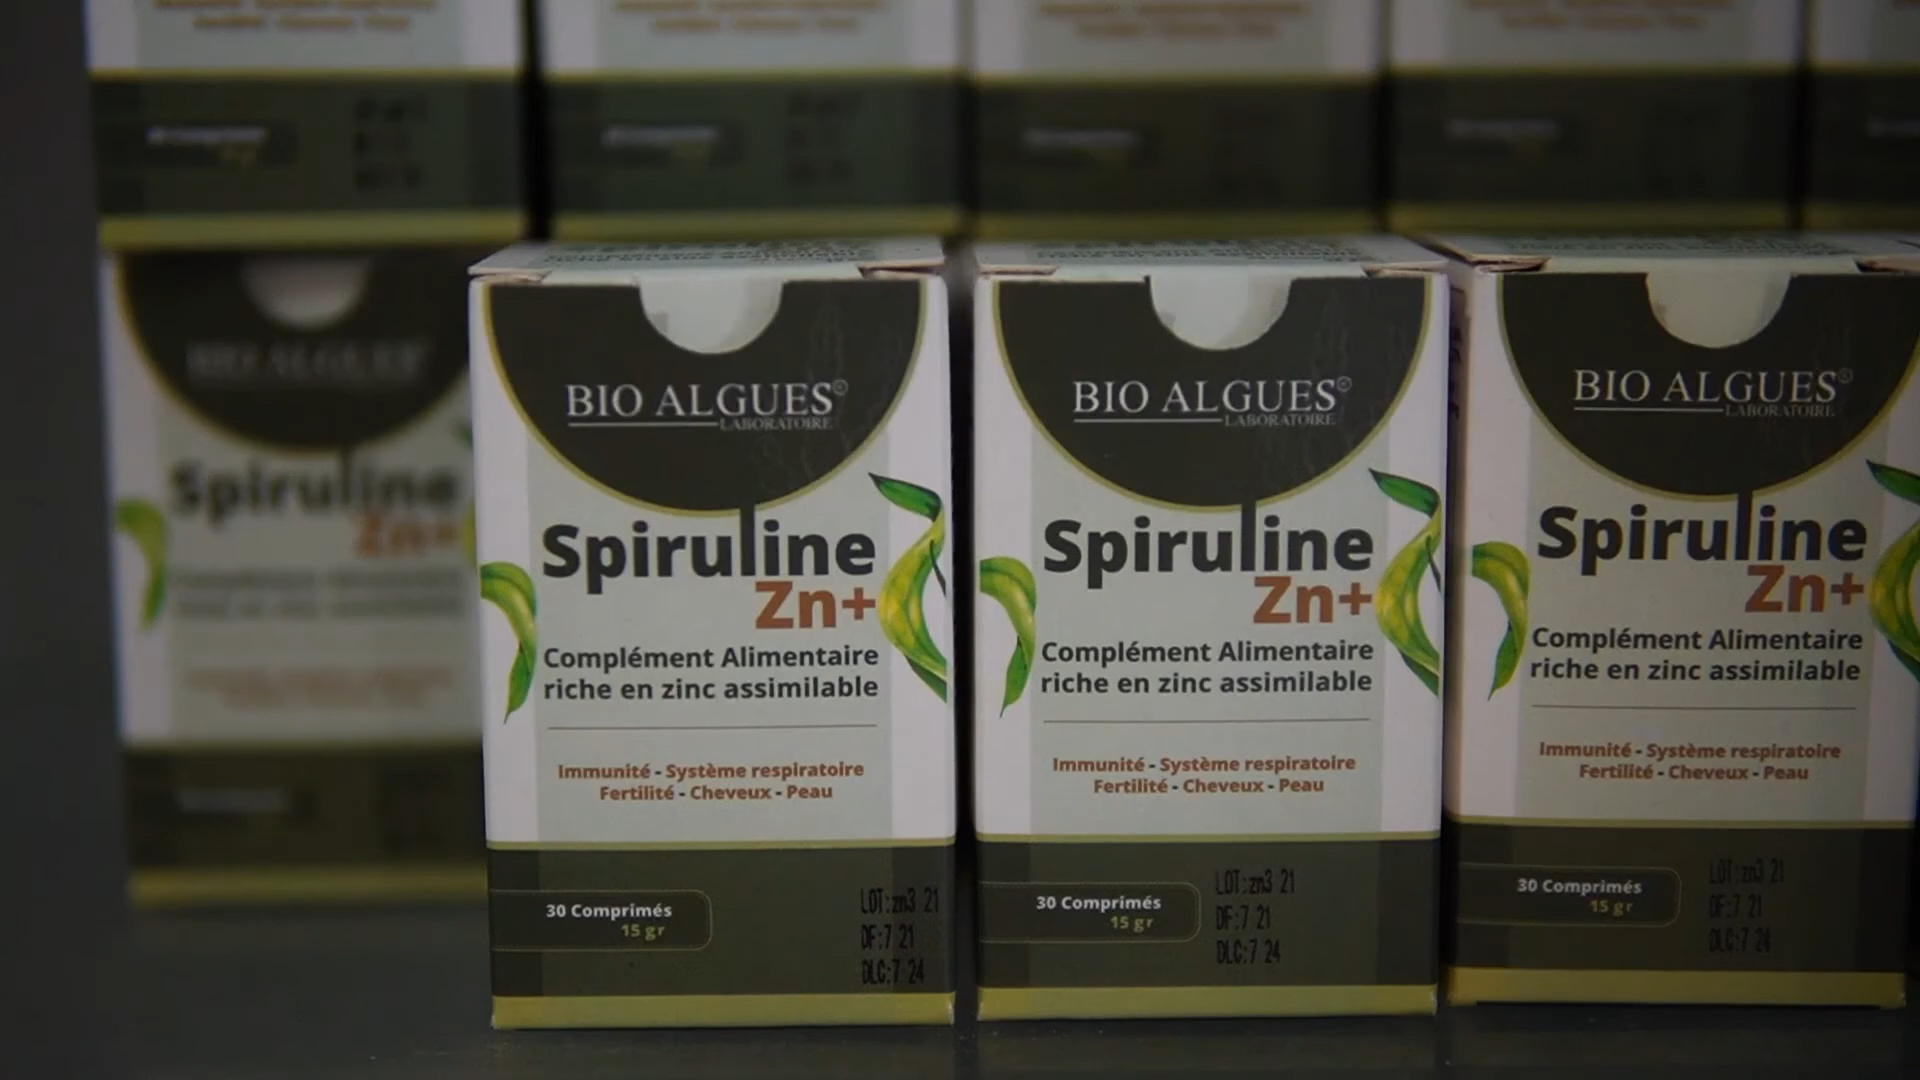 BIO ALGUES
LABORATOIRE
Spiruline
Zn+
Complément Alimentaire
riche en zinc assimilable
Immunité - Système respiratoire
Fertilité - Cheveux - Peau
30 Comprimés
15 gr
LOT:zn3 21
DF:7 21
DLC:7 24
BIO ALGUES
LABORATOIRE
Spiruline
Zn+
Complément Alimentaire
riche en zinc assimilable
Immunité - Système respiratoire
Fertilité - Cheveux - Peau
30 Comprimés
15 gr
LOT:zn3 21
DF:7 21
DLC:7 24
BIO ALGUES
LABORATOIRE
Spiruline
Zn+
Complément Alimentaire
riche en zinc assimilable
Immunité - Système respiratoire
Fertilité - Cheveux - Peau
30 Comprimés
15 gr
LOT:zn3 21
DF:7 21
DLC:7 24
BIO ALGUES
Spiruline
Zn+